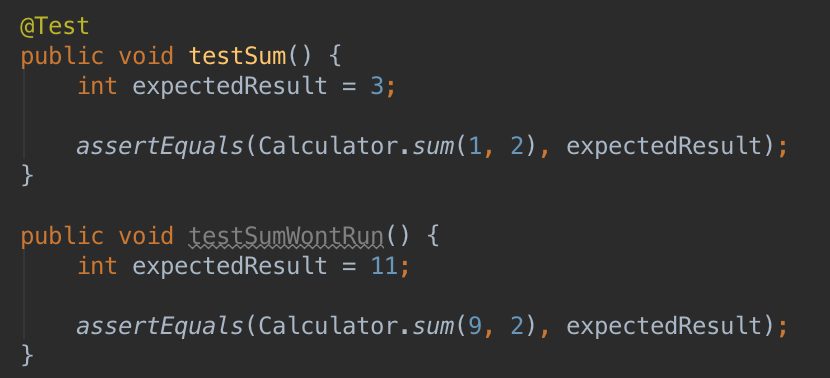 @Test
public void testSum() {
    int expectedResult = 3;
    assertEquals(Calculator.sum(1, 2), expectedResult);
}
public void testSumWontRun() {
    int expectedResult = 11;
    assertEquals(Calculator.sum(9, 2), expectedResult);
}